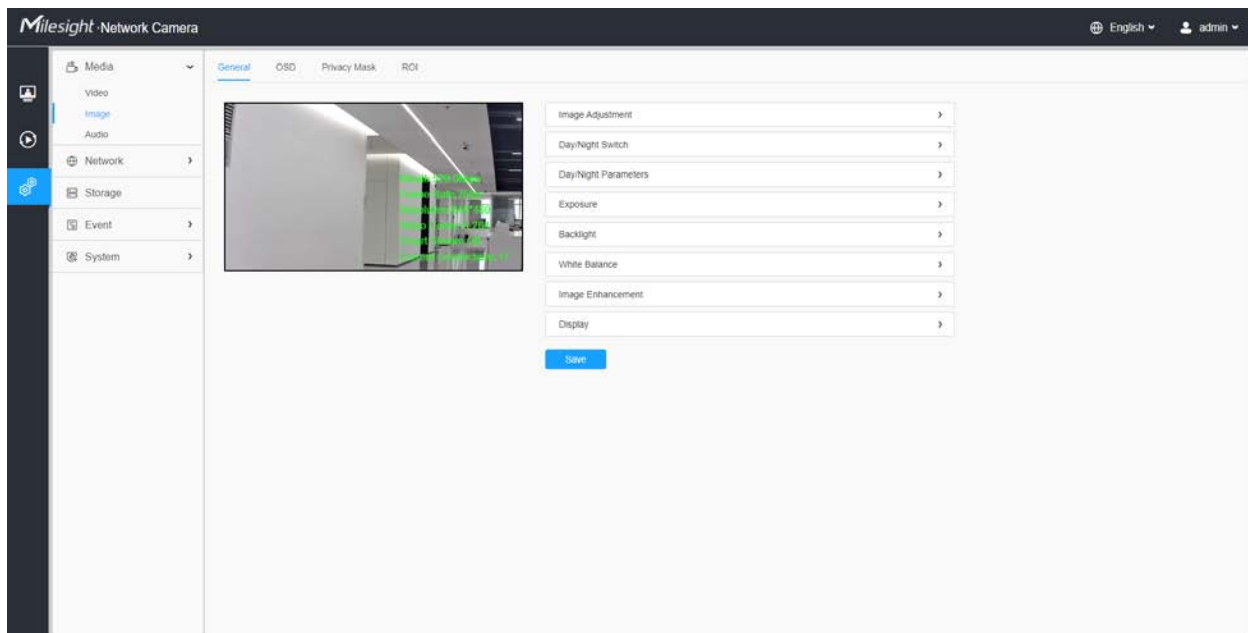 Milesight ·Network Camera
English
admin
Media
Video
Image
Audio
Network
Storage
Event
System
General OSD Privacy Mask ROI
Image Adjustment
Day/Night Switch
Day/Night Parameters
Exposure
Backlight
White Balance
Image Enhancement
Display
Save